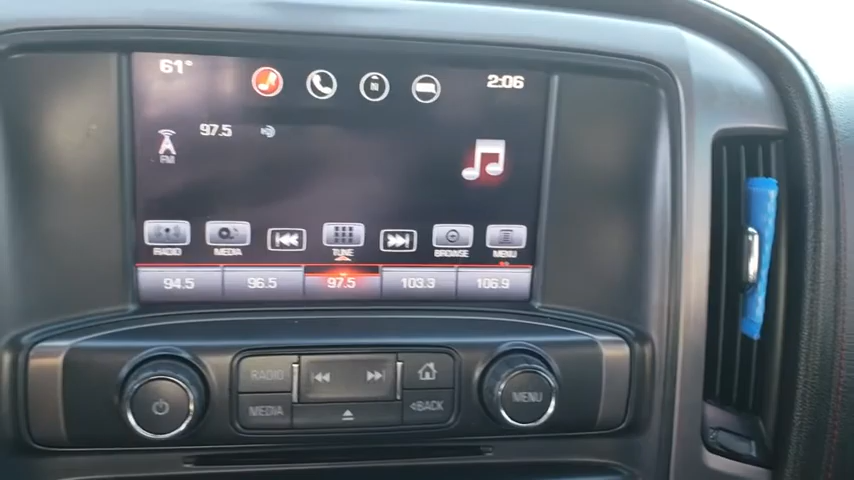 61° N 2:06
97.5
FM
RADIO MEDIA TUNE BROWSE MENU
94.5 96.5 97.5 103.3 106.9
RADIO
MENU
MEDIA BACK